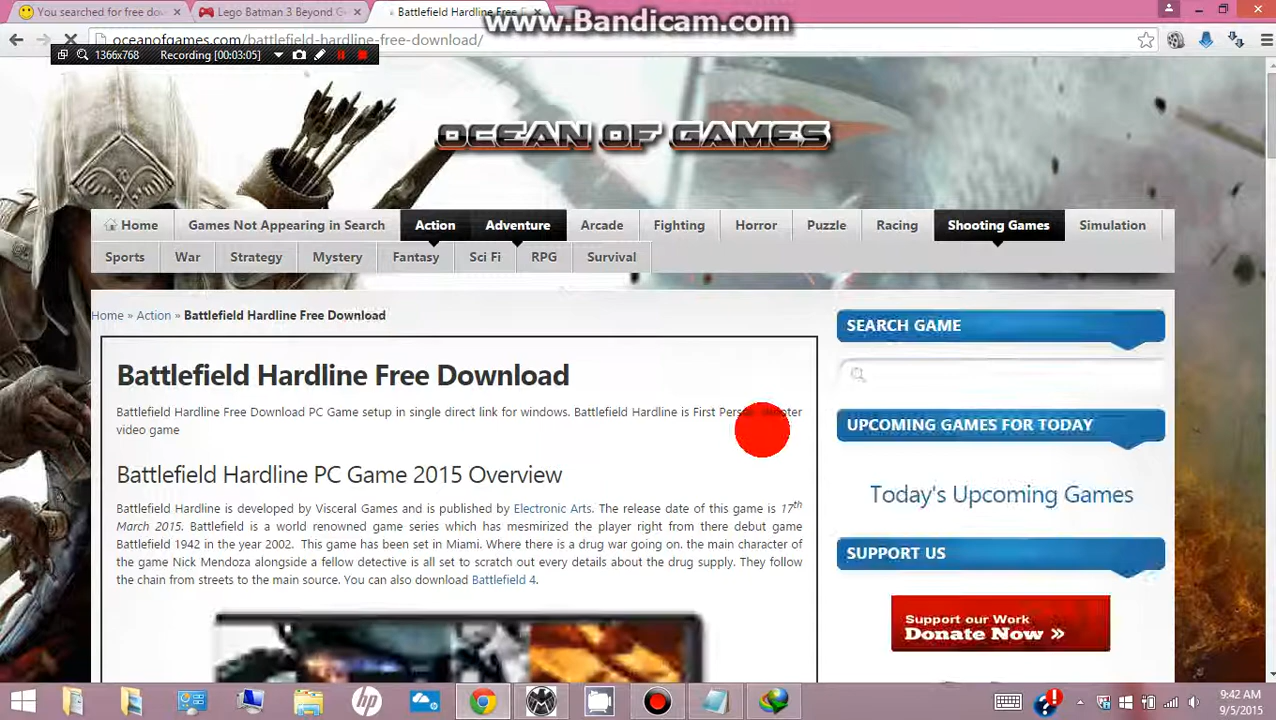 You searched for free dow
Lego Batman 3 Beyond G
Battlefield Hardline Free D
www.Bandicam.com
oceanofgames.com/battlefield-hardline-free-download/
1366x768 Recording [00:03:05]
OCEAN OF GAMES
Home Games Not Appearing in Search Action Adventure Arcade Fighting Horror Puzzle Racing Shooting Games Simulation
Sports War Strategy Mystery Fantasy Sci Fi RPG Survival
Home » Action » Battlefield Hardline Free Download
Battlefield Hardline Free Download
Battlefield Hardline Free Download PC Game setup in single direct link for windows. Battlefield Hardline is First Person shooter
video game
Battlefield Hardline PC Game 2015 Overview
Battlefield Hardline is developed by Visceral Games and is published by Electronic Arts. The release date of this game is 17th
March 2015. Battlefield is a world renowned game series which has mesmirized the player right from there debut game
Battlefield 1942 in the year 2002. This game has been set in Miami. Where there is a drug war going on. the main character of
the game Nick Mendoza alongside a fellow detective is all set to scratch out every details about the drug supply. They follow
the chain from streets to the main source. You can also download Battlefield 4.
SEARCH GAME
UPCOMING GAMES FOR TODAY
Today's Upcoming Games
SUPPORT US
Support our Work
Donate Now »
9:42 AM
9/5/2015